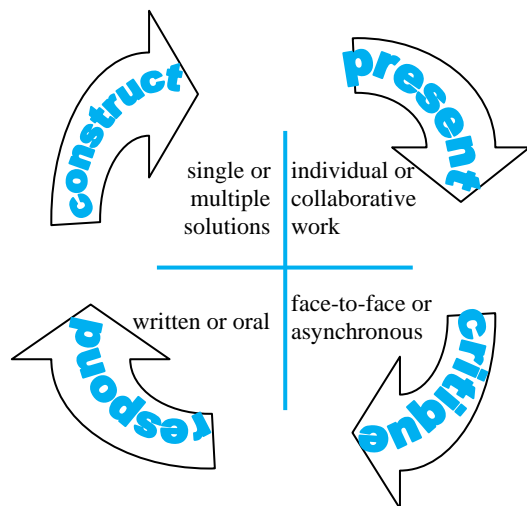 construct
present
single or
multiple
solutions
individual or
collaborative
work
written or oral
face-to-face or
asynchronous
respond
critique